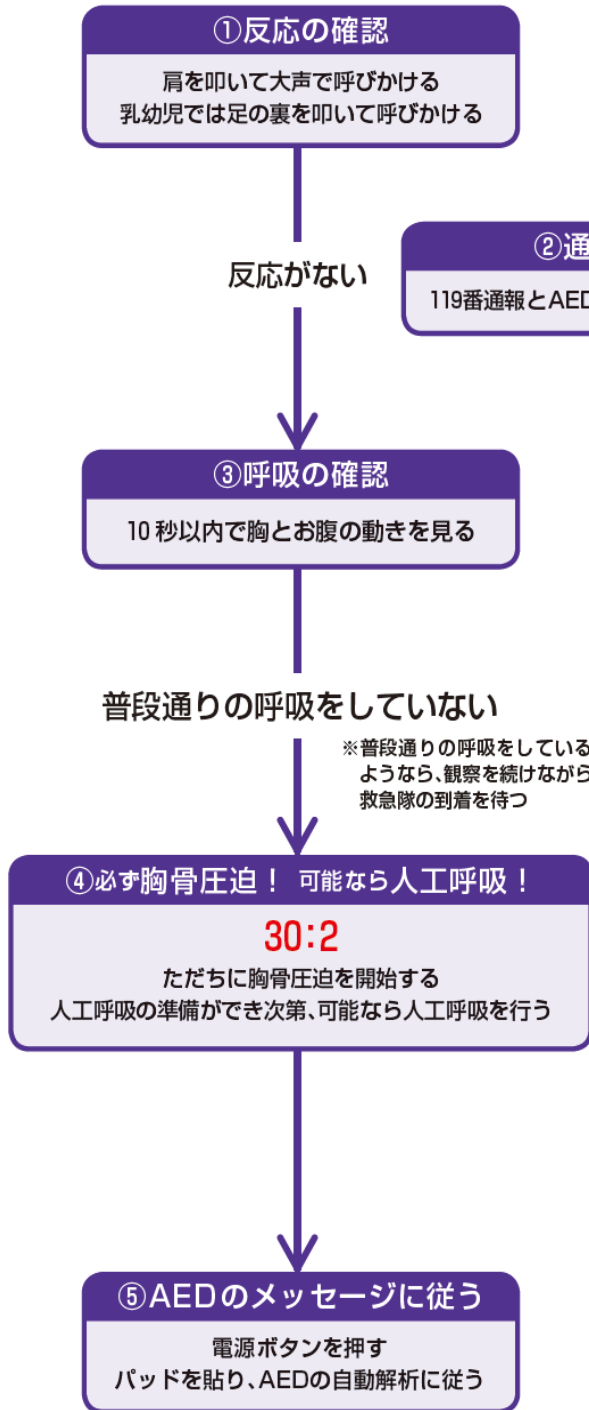 ①反応の確認
肩を叩いて大声で呼びかける
乳幼児では足の裏を叩いて呼びかける
反応がない
②通
119番通報とAED
③呼吸の確認
10秒以内で胸とお腹の動きを見る
普段通りの呼吸をしていない
※普段通りの呼吸をしている
ようなら、観察を続けながら
救急隊の到着を待つ
④必ず胸骨圧迫！ 可能なら人工呼吸！
30：2
ただちに胸骨圧迫を開始する
人工呼吸の準備ができ次第、可能なら人工呼吸を行う
⑤AEDのメッセージに従う
電源ボタンを押す
パッドを貼り、AEDの自動解析に従う